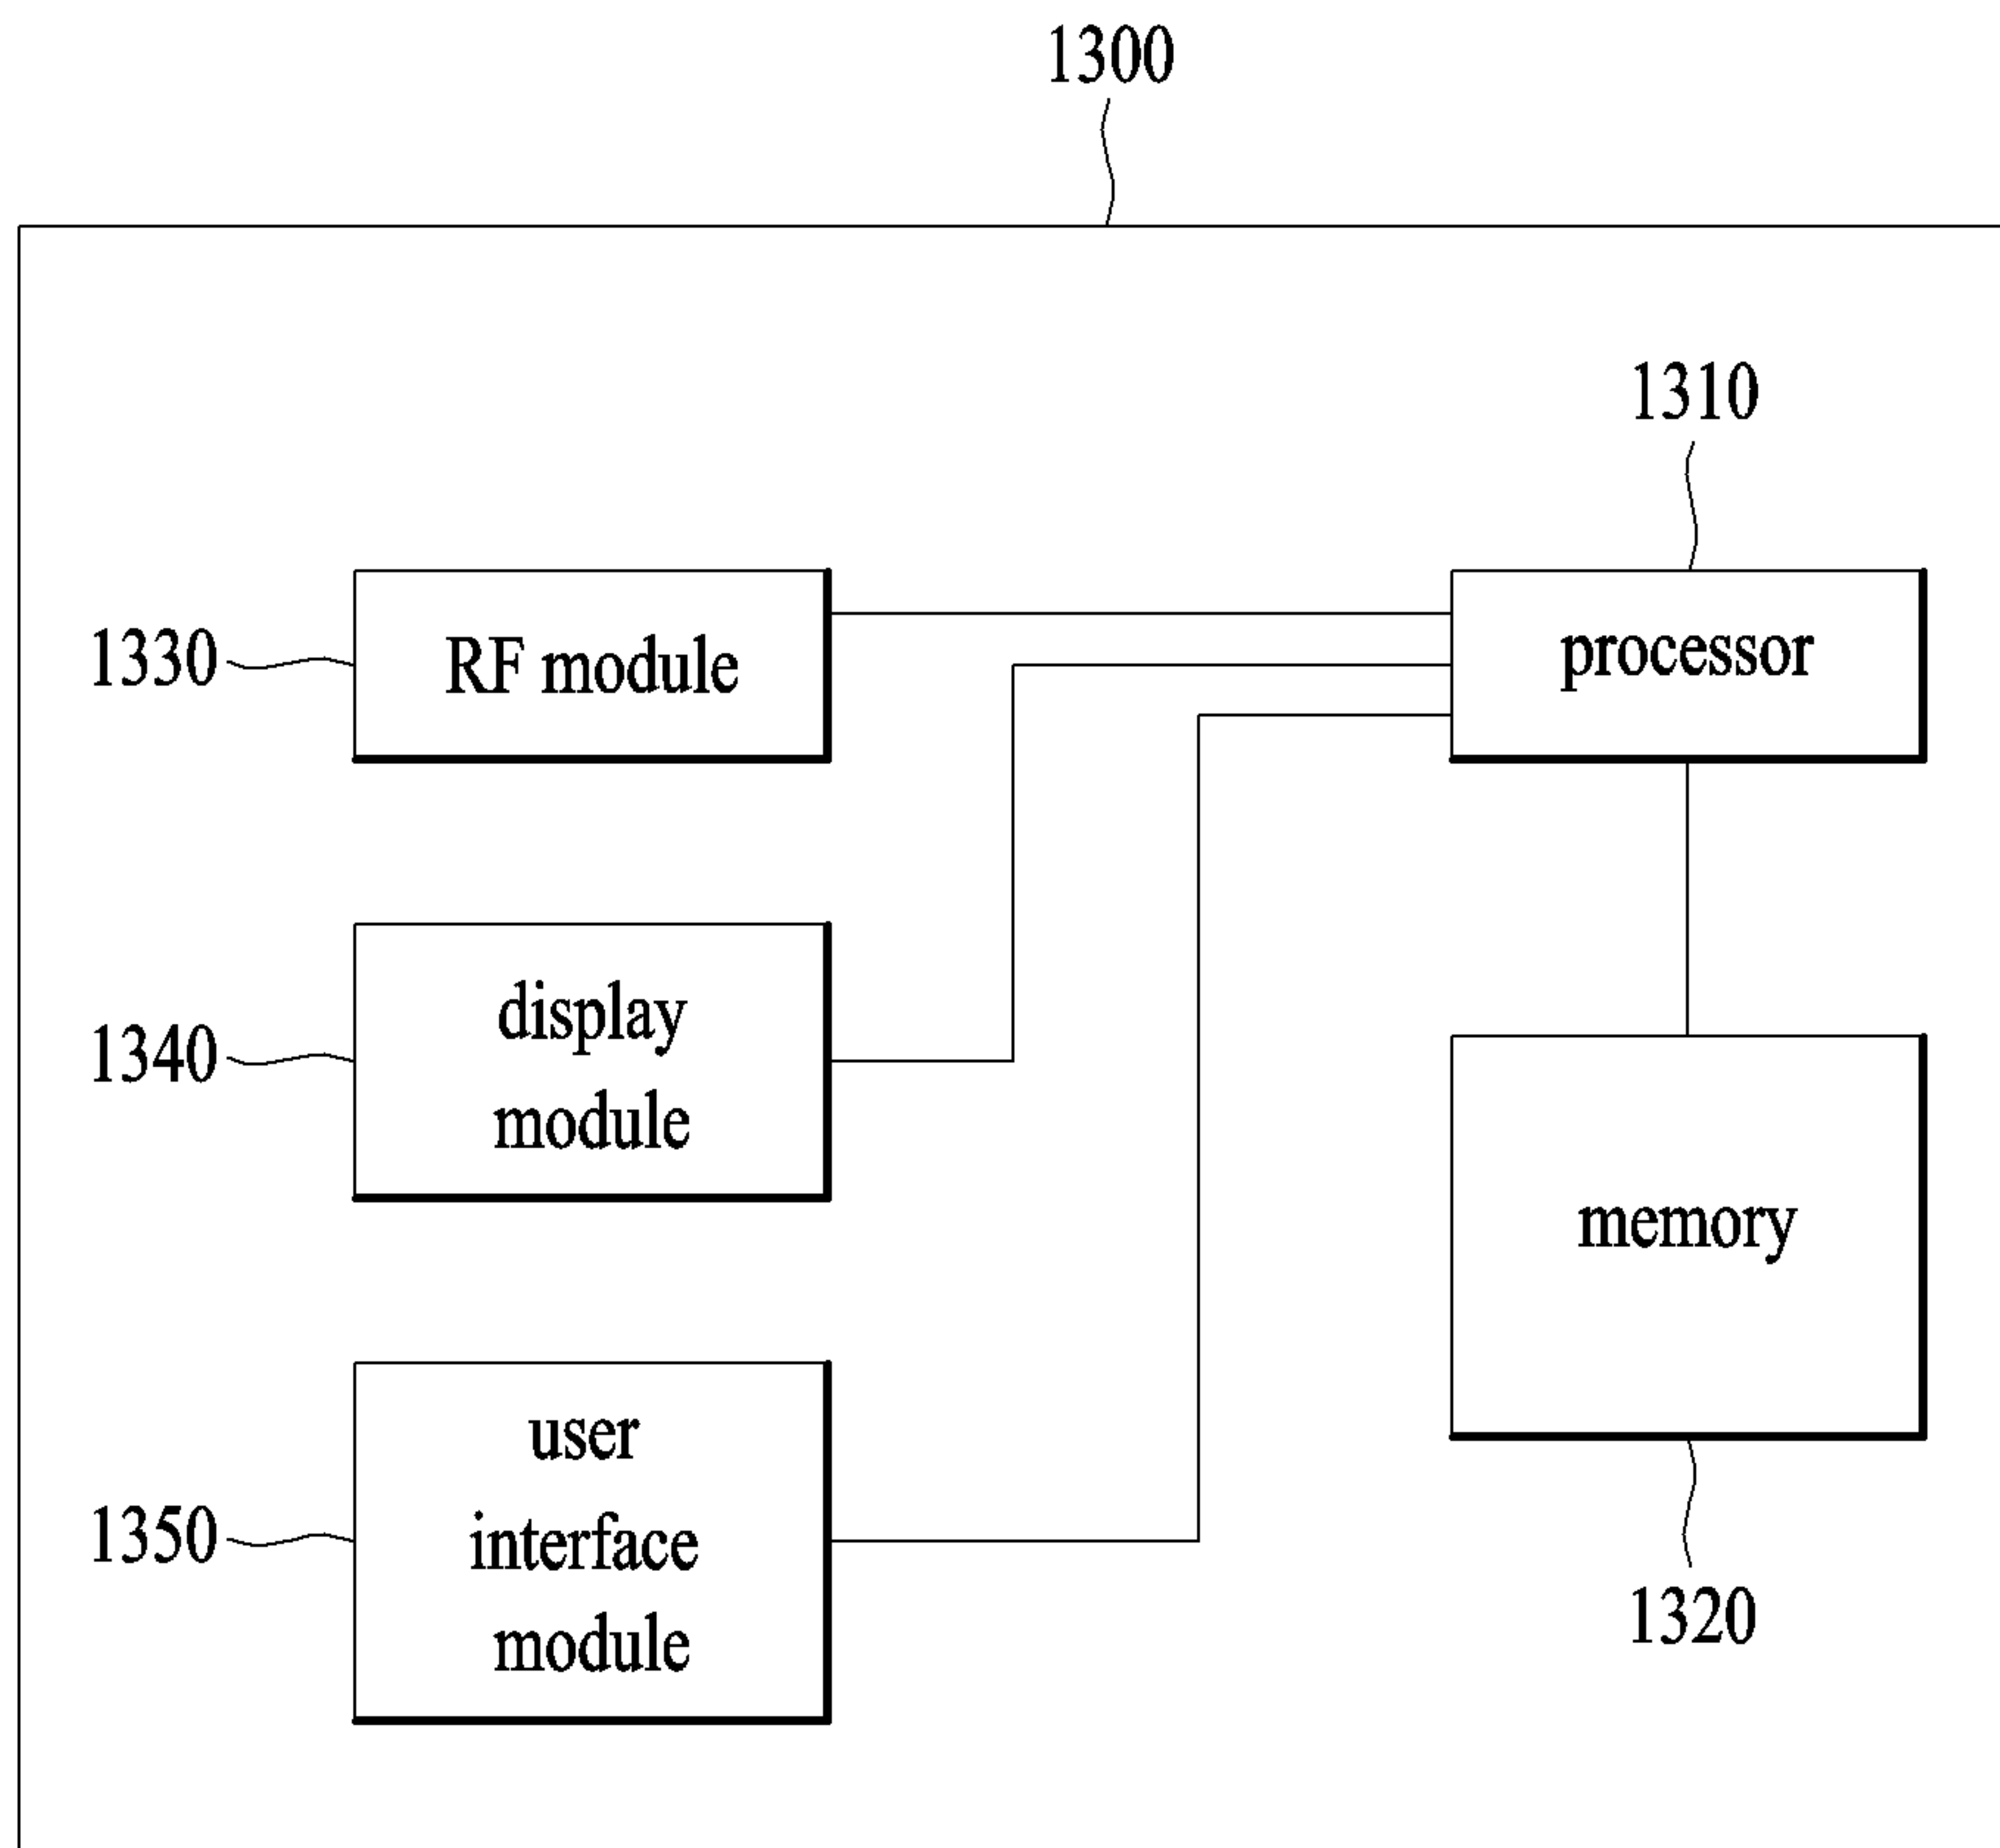 1300
1310
1330
RF module
processor
1340
display
module
memory
1350
user
interface
module
1320